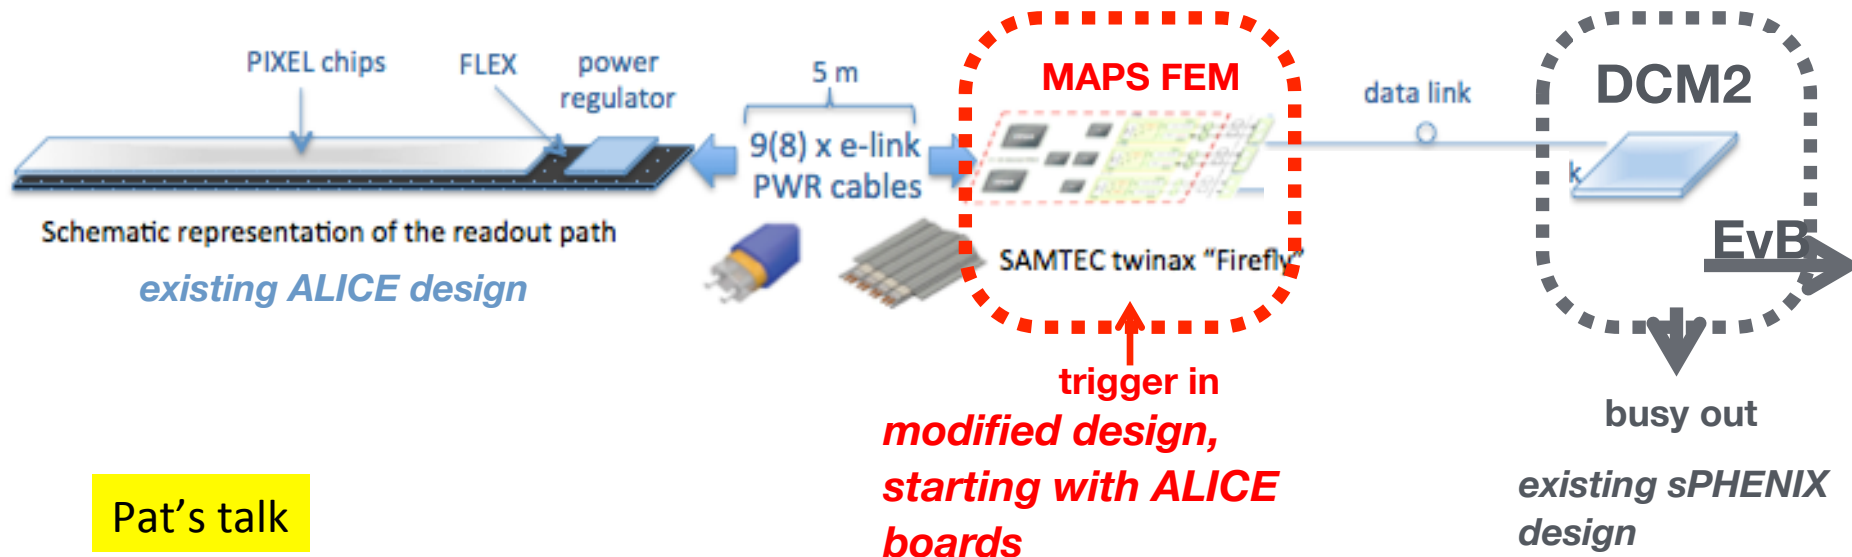 PIXEL chips
FLEX
power
regulator
5 m
9(8) x e-link
PWR cables
MAPS FEM
data link
DCM2
k
EvB
Schematic representation of the readout path
existing ALICE design
SAMTEC twinax “Firefly”
trigger in
modified design,
starting with ALICE
boards
busy out
existing sPHENIX
design
Pat’s talk